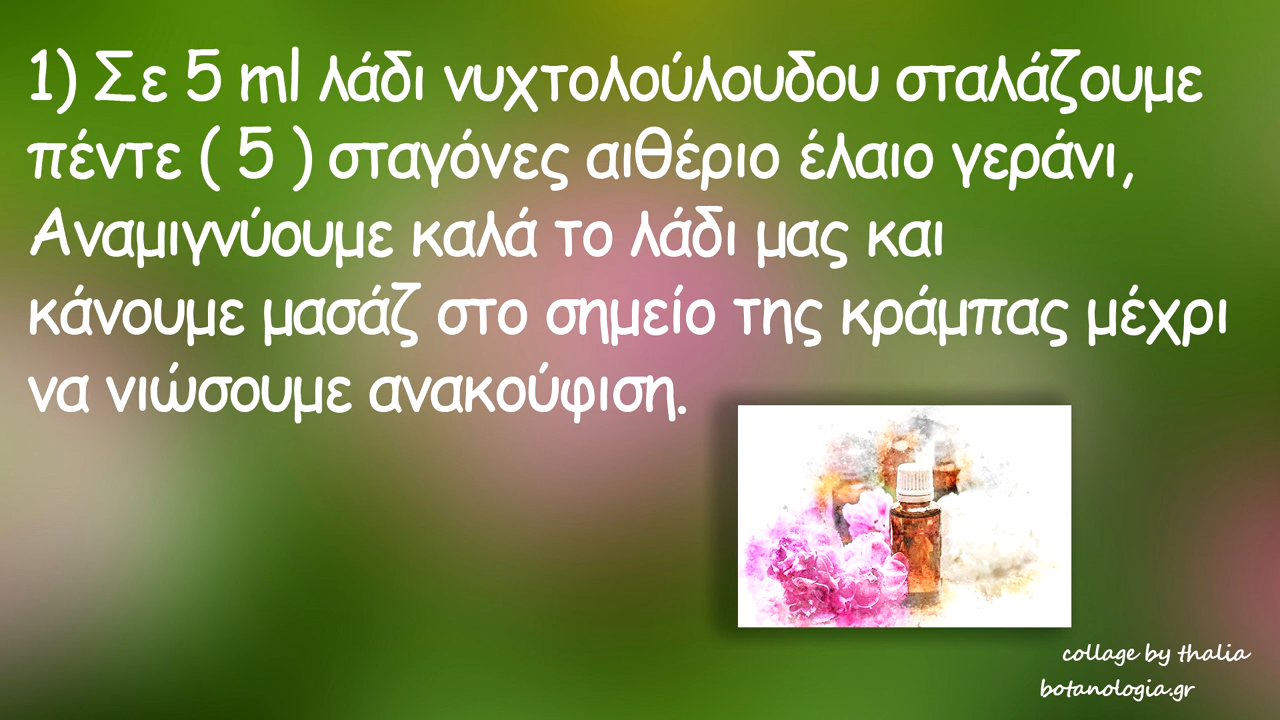 1) Σε 5 ml λάδι νυχτολούλουδου σταλάζουμε
πέντε ( 5 ) σταγόνες αιθέριο έλαιο γεράνι,
Αναμιγνύουμε καλά το λάδι μας και
κάνουμε μασάζ στο σημείο της κράμπας μέχρι
να νιώσουμε ανακούφιση.
collage by thalia
botanologia.gr